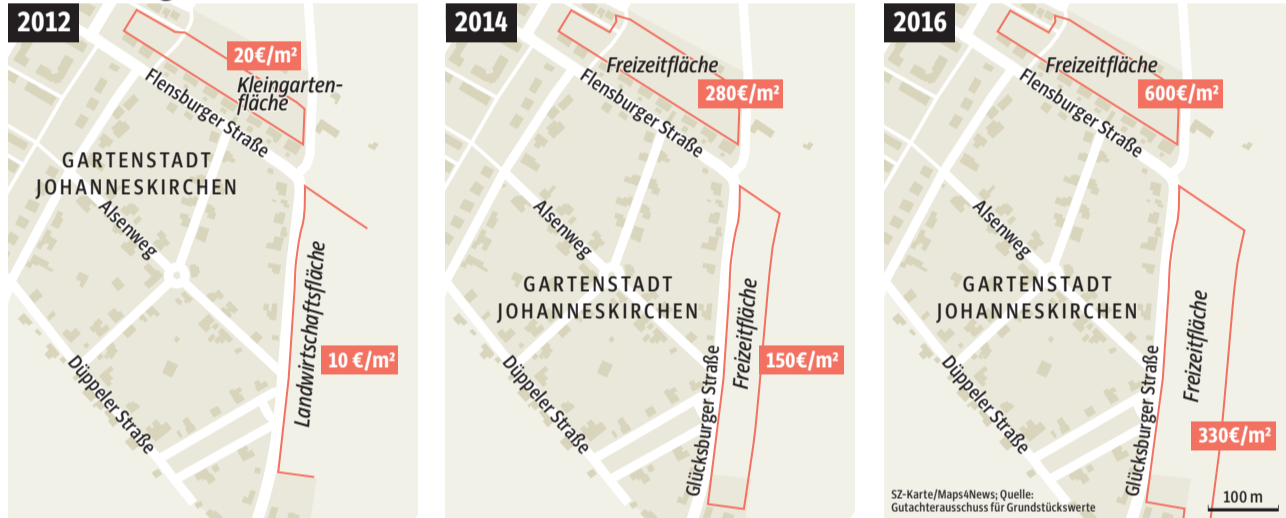 2012
20€/m²
Kleingarten-
fläche
Flensburger Straße
GARTENSTADT
JOHANNESKIRCHEN
Alsenweg
Landwirtschaftsfläche
10 €/m²
Düppeler Straße
2014
Freizeitfläche
280€/m²
Flensburger Straße
Alsenweg
GARTENSTADT
JOHANNESKIRCHEN
Freizeitfläche
150€/m²
Düppeler Straße
Glücksburger Straße
2016
Freizeitfläche
600€/m²
Flensburger Straße
Alsenweg
GARTENSTADT
JOHANNESKIRCHEN
Freizeitfläche
330€/m²
Düppeler Straße
Glücksburger Straße
SZ-Karte/Maps4News; Quelle:
Gutachterausschuss für Grundstückswerte
100 m